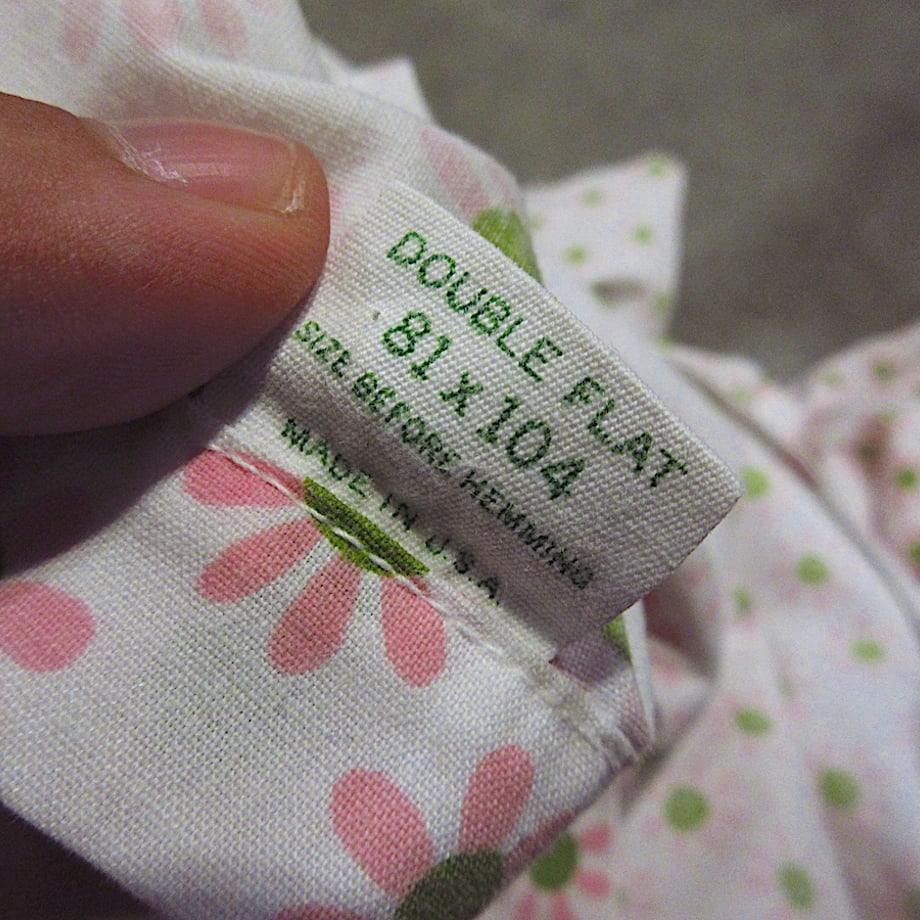 DOUBLE FLAT
81 x 104
SIZE BEFORE HEMMING
MADE IN U.S.A.